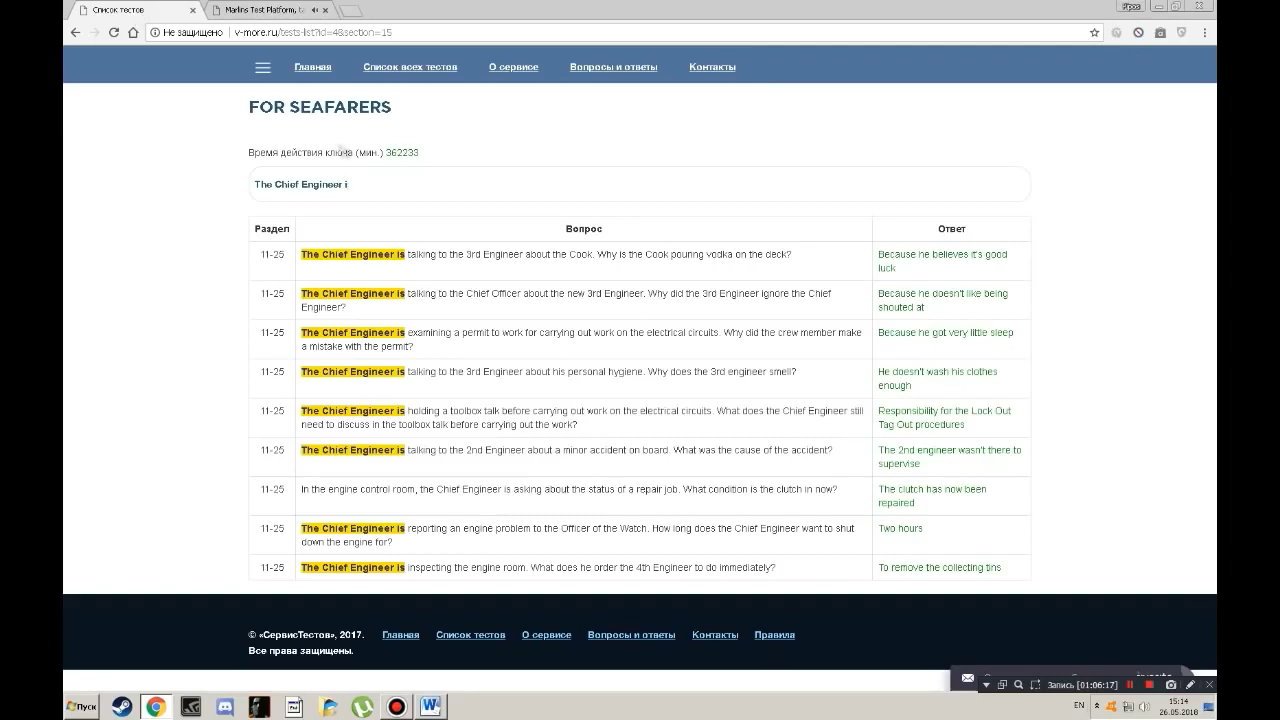 Список тестов
Marlins Test Platform, ta
Ярос
Не защищено
v-more.ru/tests-list?id=4&section=15
Главная
Список всех тестов
О сервисе
Вопросы и ответы
Контакты
FOR SEAFARERS
Время действия ключа (мин.) 362233
The Chief Engineer i
Раздел
Вопрос
Ответ
11-25
The Chief Engineer is talking to the 3rd Engineer about the Cook. Why is the Cook pouring vodka on the deck?
Because he believes it's good
luck
11-25
The Chief Engineer is talking to the Chief Officer about the new 3rd Engineer. Why did the 3rd Engineer ignore the Chief
Engineer?
Because he doesn't like being
shouted at
11-25
The Chief Engineer is examining a permit to work for carrying out work on the electrical circuits. Why did the crew member make
a mistake with the permit?
Because he got very little sleep
11-25
The Chief Engineer is talking to the 3rd Engineer about his personal hygiene. Why does the 3rd engineer smell?
He doesn't wash his clothes
enough
11-25
The Chief Engineer is holding a toolbox talk before carrying out work on the electrical circuits. What does the Chief Engineer still
need to discuss in the toolbox talk before carrying out the work?
Responsibility for the Lock Out
Tag Out procedures
11-25
The Chief Engineer is talking to the 2nd Engineer about a minor accident on board. What was the cause of the accident?
The 2nd engineer wasn't there to
supervise
11-25
In the engine control room, the Chief Engineer is asking about the status of a repair job. What condition is the clutch in now?
The clutch has now been
repaired
11-25
The Chief Engineer is reporting an engine problem to the Officer of the Watch. How long does the Chief Engineer want to shut
down the engine for?
Two hours
11-25
The Chief Engineer is inspecting the engine room. What does he order the 4th Engineer to do immediately?
To remove the collecting tins
© «СервисТестов», 2017.
Все права защищены.
Главная
Список тестов
О сервисе
Вопросы и ответы
Контакты
Правила
Запись [01:06:17]
Пуск
EN
15:14
26.05.2018